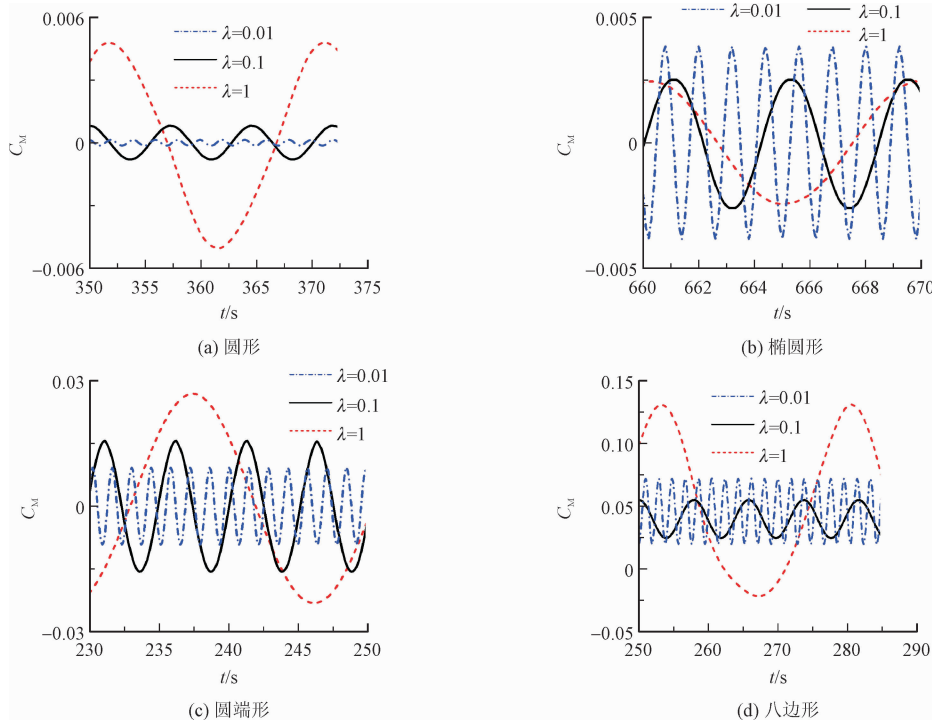 0.006
λ=0.01
λ=0.1
λ=1
C_M
0
−0.006
350 355 360 365 370 375
t/s
(a) 圆形
0.005
λ=0.01
λ=0.1
λ=1
C_M
0
−0.005
660 662 664 666 668 670
t/s
(b) 椭圆形
0.03
λ=0.01
λ=0.1
λ=1
C_M
0
−0.03
230 235 240 245 250
t/s
(c) 圆端形
0.15
λ=0.01
0.10
λ=0.1
λ=1
C_M
0.05
0
−0.05
250 260 270 280 290
t/s
(d) 八边形